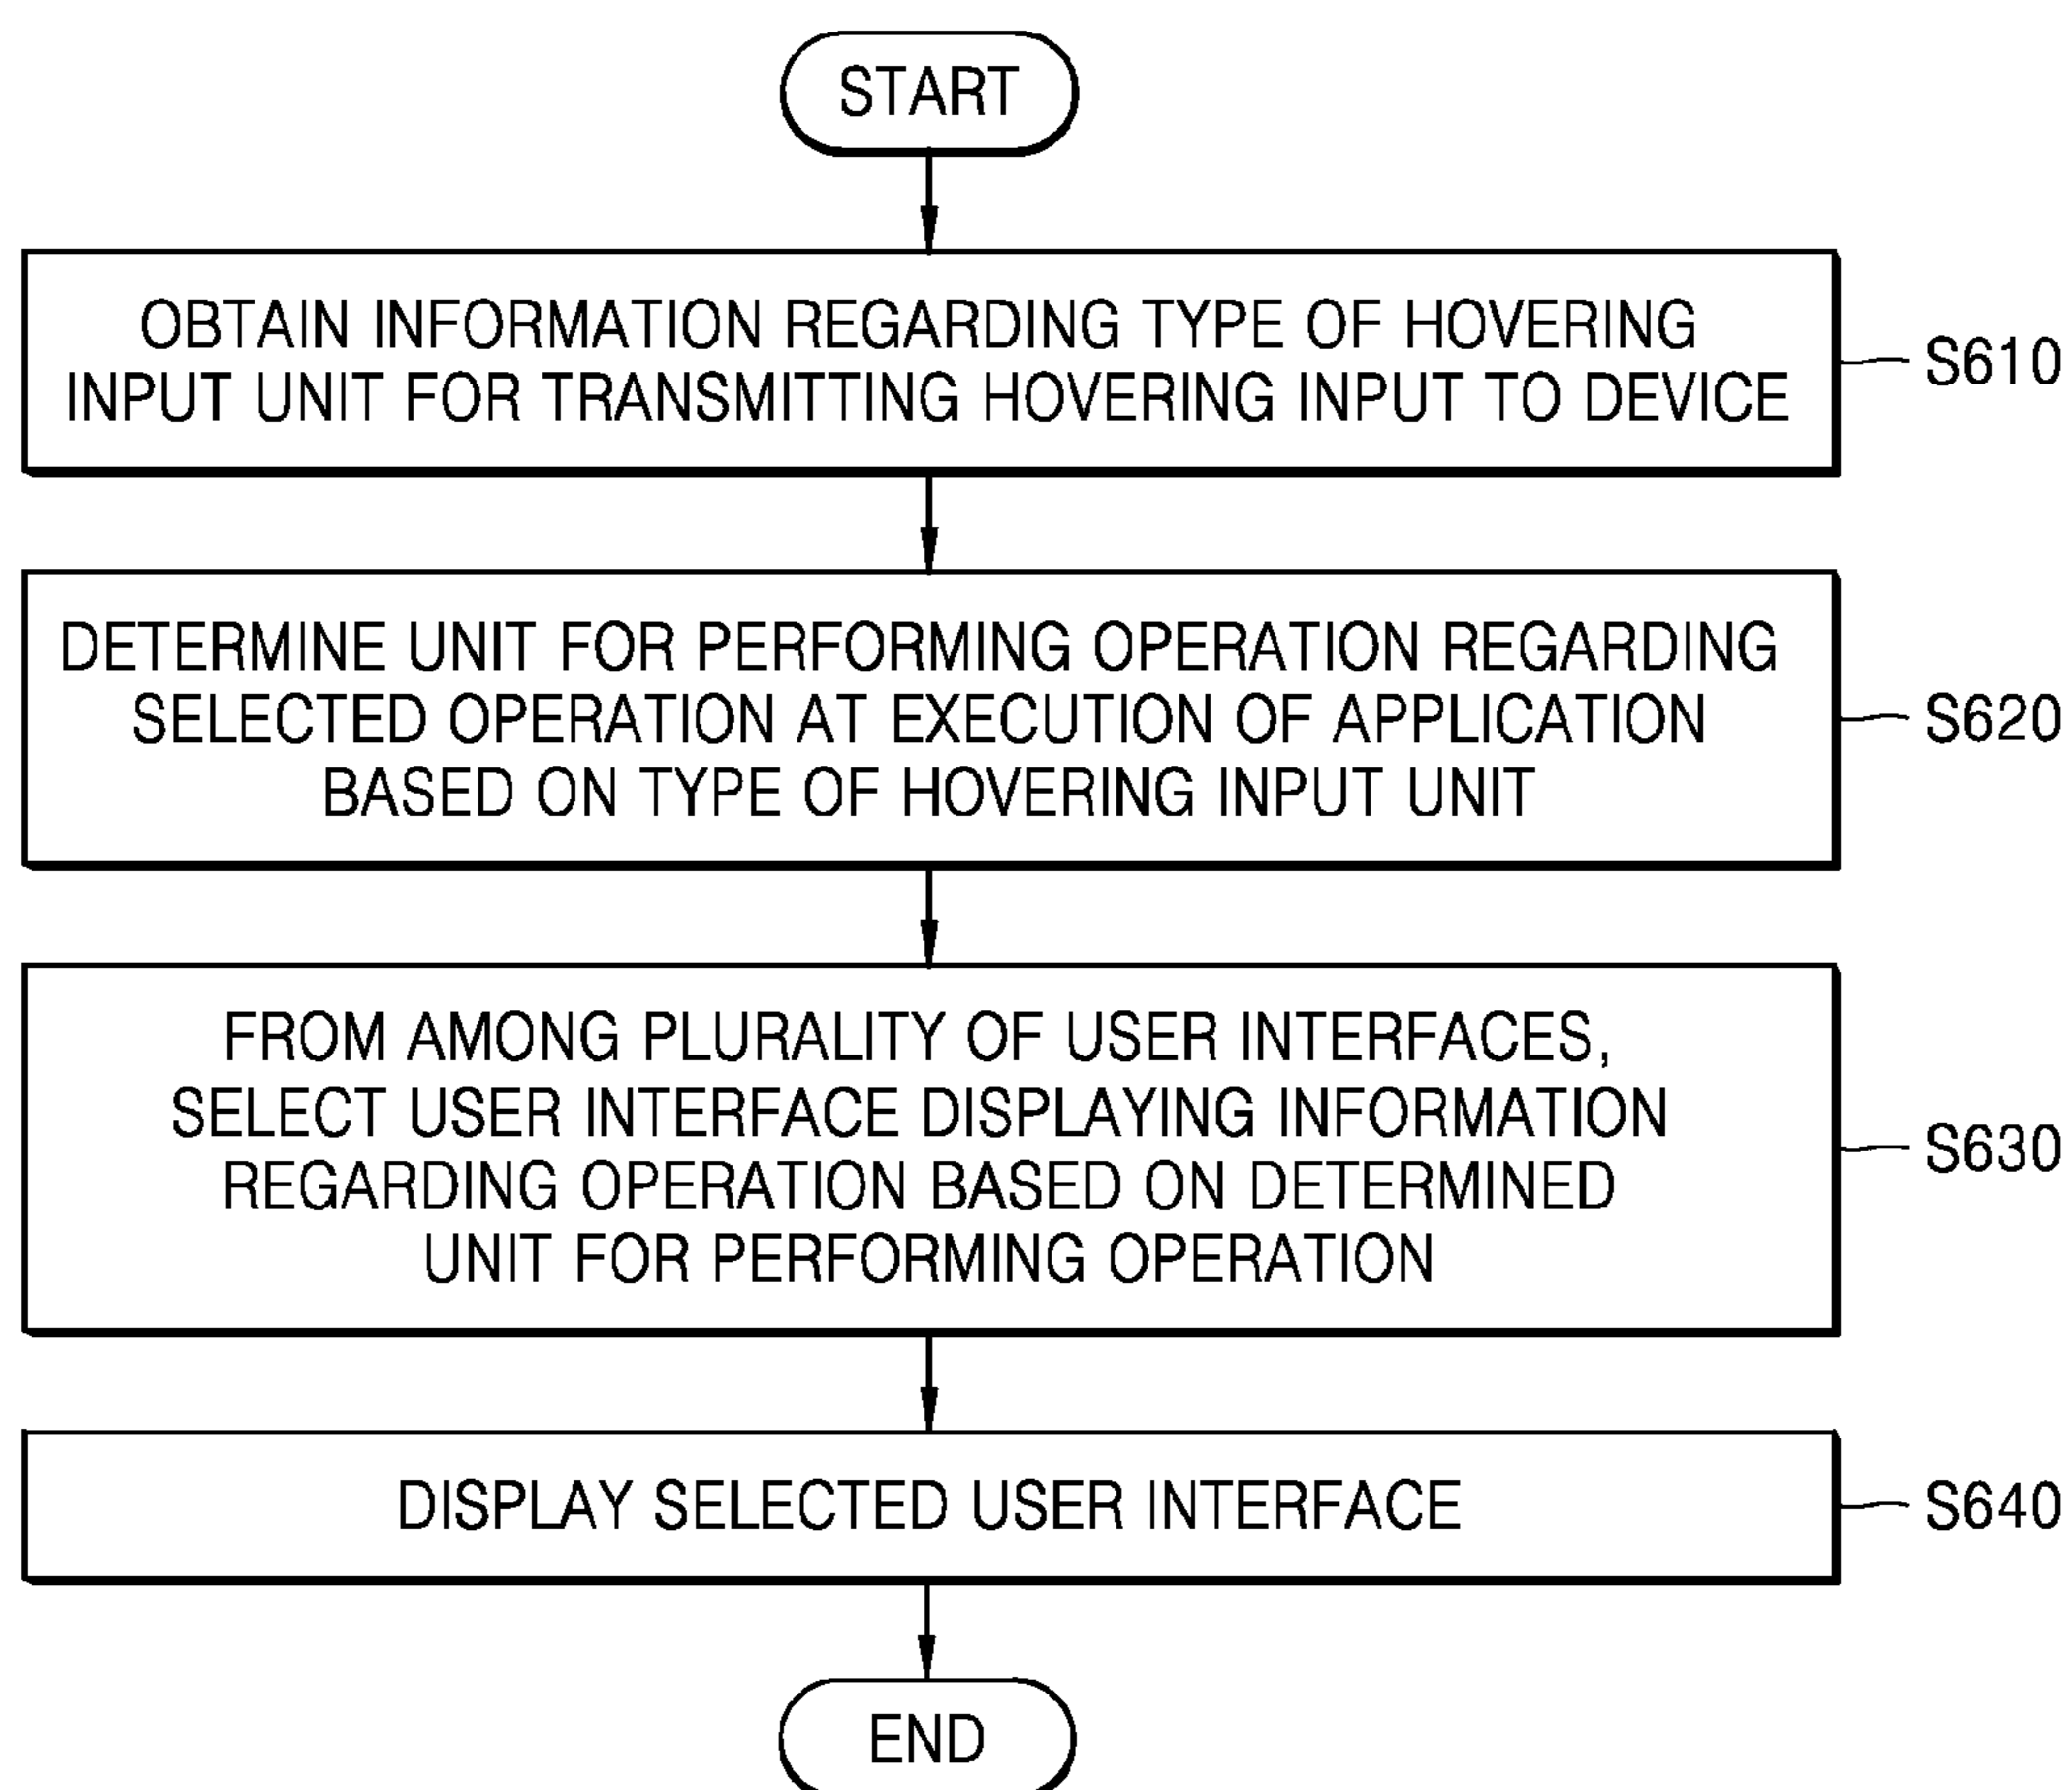 START
OBTAIN INFORMATION REGARDING TYPE OF HOVERING
INPUT UNIT FOR TRANSMITTING HOVERING INPUT TO DEVICE
S610
DETERMINE UNIT FOR PERFORMING OPERATION REGARDING
SELECTED OPERATION AT EXECUTION OF APPLICATION
BASED ON TYPE OF HOVERING INPUT UNIT
S620
FROM AMONG PLURALITY OF USER INTERFACES,
SELECT USER INTERFACE DISPLAYING INFORMATION
REGARDING OPERATION BASED ON DETERMINED
UNIT FOR PERFORMING OPERATION
S630
DISPLAY SELECTED USER INTERFACE
S640
END